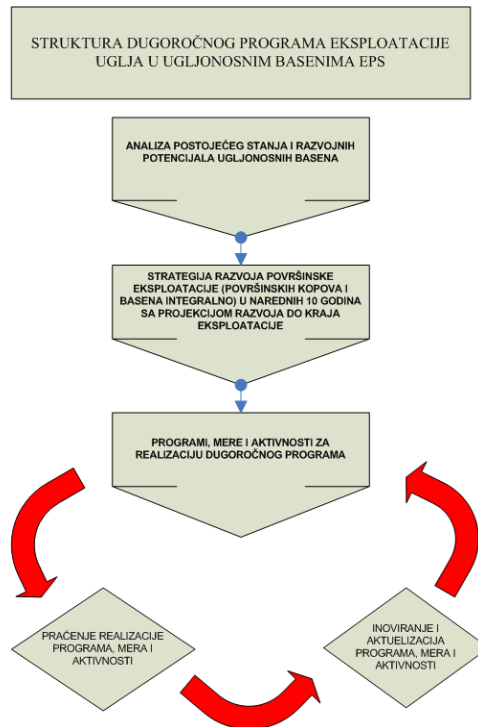 STRUKTURA DUGOROČNOG PROGRAMA EKSPLOATACIJE
UGLJA U UGLJONOSNIM BASENIMA EPS
ANALIZA POSTOJEĆEG STANJA I RAZVOJNIH
POTENCIJALA UGLJONOSNIH BASENA
STRATEGIJA RAZVOJA POVRŠINSKE
EKSPLOATACIJE (POVRŠINSKIH KOPOVA I
BASENA INTEGRALNO) U NAREDNIH 10 GODINA
SA PROJEKCIJOM RAZVOJA DO KRAJA
EKSPLOATACIJE
PROGRAMI, MERE I AKTIVNOSTI ZA
REALIZACIJU DUGOROČNOG PROGRAMA
PRAĆENJE REALIZACIJE
PROGRAMA, MERA I
AKTIVNOSTI
INOVIRANJE I
AKTUELIZACIJA
PROGRAMA, MERA I
AKTIVNOSTI